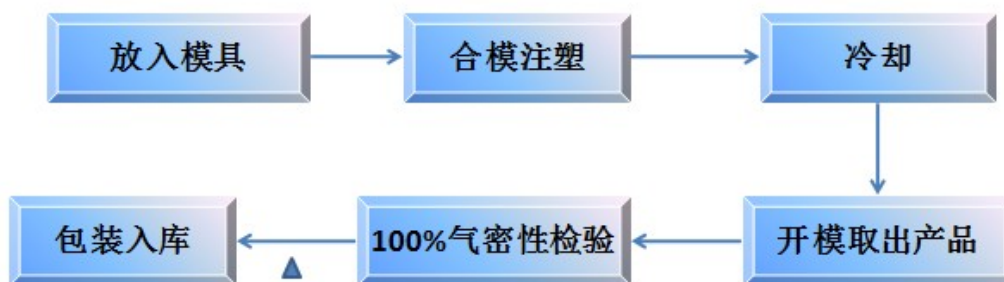 放入模具
合模注塑
冷却
开模取出产品
100%气密性检验
包装入库